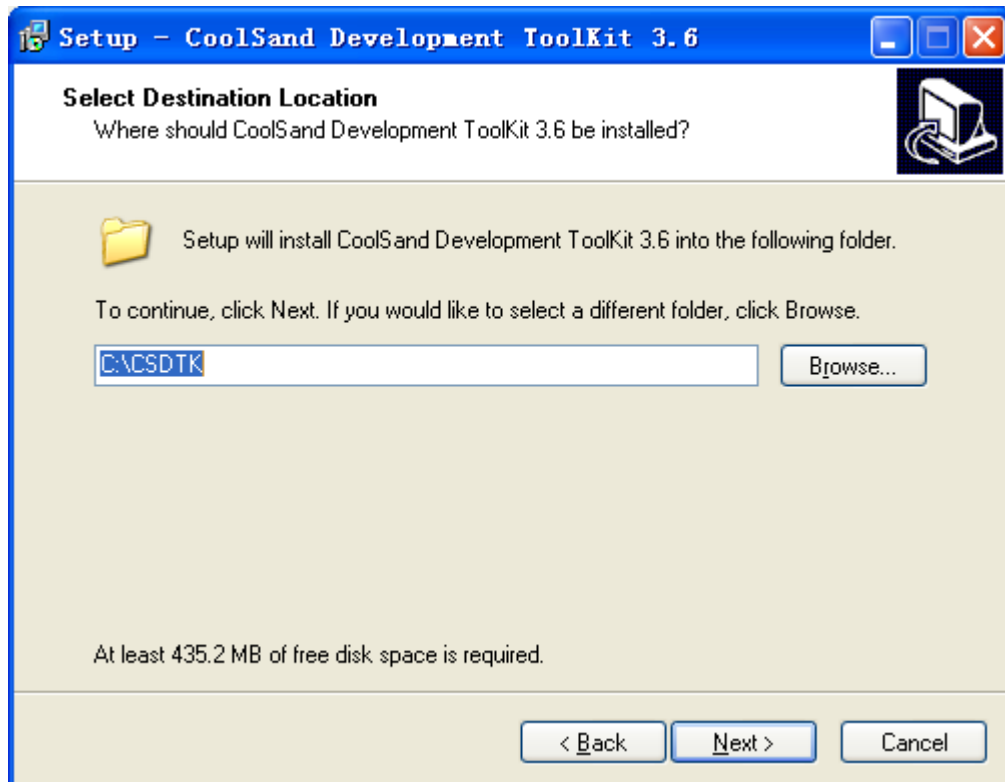 Setup - CoolSand Development ToolKit 3.6
Select Destination Location
Where should CoolSand Development ToolKit 3.6 be installed?
Setup will install CoolSand Development ToolKit 3.6 into the following folder.
To continue, click Next. If you would like to select a different folder, click Browse.
C:\CSDTK
Browse...
At least 435.2 MB of free disk space is required.
< Back
Next >
Cancel